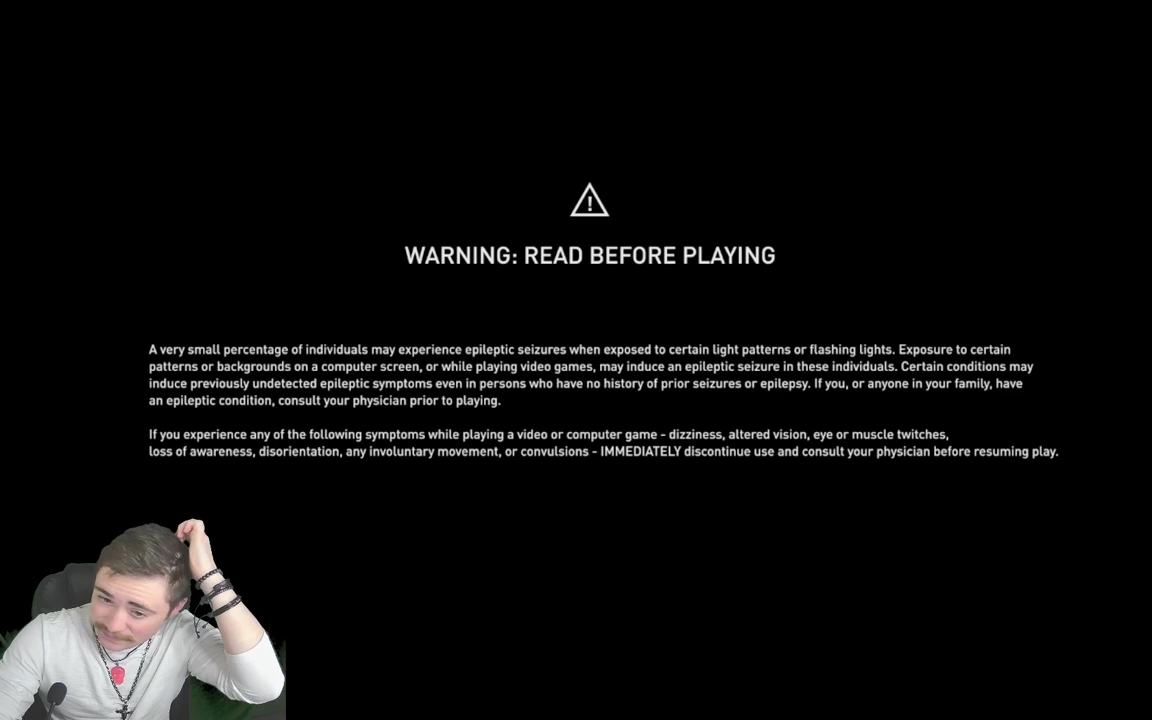 WARNING: READ BEFORE PLAYING
A very small percentage of individuals may experience epileptic seizures when exposed to certain light patterns or flashing lights. Exposure to certain
patterns or backgrounds on a computer screen, or while playing video games, may induce an epileptic seizure in these individuals. Certain conditions may
induce previously undetected epileptic symptoms even in persons who have no history of prior seizures or epilepsy. If you, or anyone in your family, have
an epileptic condition, consult your physician prior to playing.
If you experience any of the following symptoms while playing a video or computer game - dizziness, altered vision, eye or muscle twitches,
loss of awareness, disorientation, any involuntary movement, or convulsions - IMMEDIATELY discontinue use and consult your physician before resuming play.